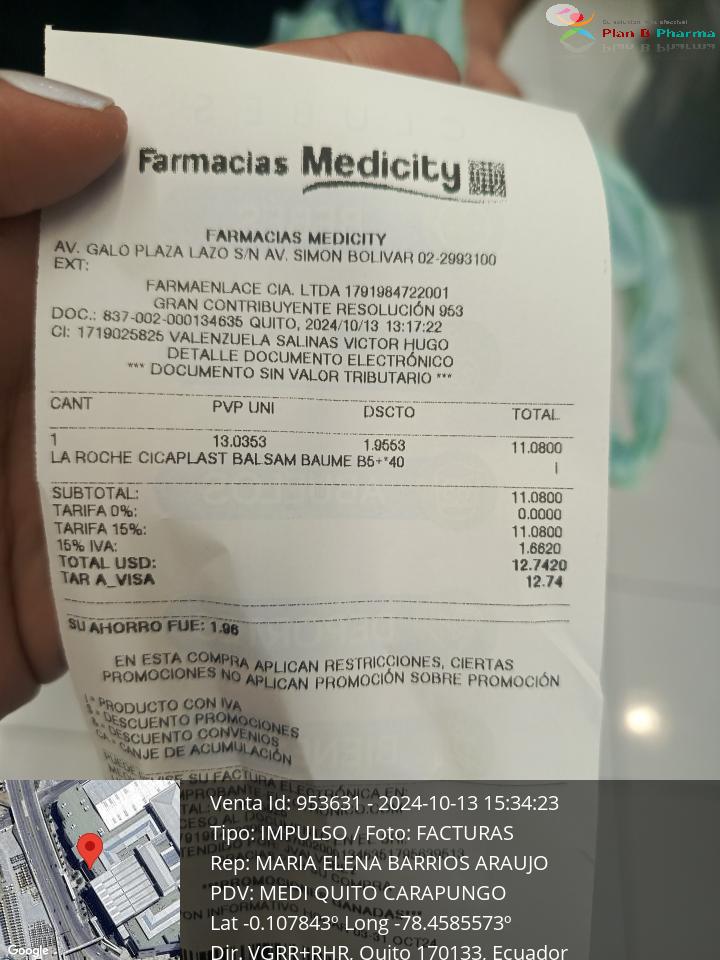 Su solución más efectiva!
Plan B Pharma
Farmacias Medicity
FARMACIAS MEDICITY
AV. GALO PLAZA LAZO S/N AV. SIMON BOLIVAR 02-2993100
EXT:
FARMAENLACE CIA. LTDA 1791984722001
GRAN CONTRIBUYENTE RESOLUCIÓN 953
DOC.: 837-002-000134635 QUITO, 2024/10/13 13:17:22
CI: 1719025825 VALENZUELA SALINAS VICTOR HUGO
DETALLE DOCUMENTO ELECTRÓNICO
*** DOCUMENTO SIN VALOR TRIBUTARIO ***
CANT PVP UNI DSCTO TOTAL
1 13.0353 1.9553 11.0800
LA ROCHE CICAPLAST BALSAM BAUME B5+*40 I
SUBTOTAL: 11.0800
TARIFA 0%: 0.0000
TARIFA 15%: 11.0800
15% IVA: 1.6620
TOTAL USD: 12.7420
TAR A_VISA 12.74
SU AHORRO FUE: 1.96
EN ESTA COMPRA APLICAN RESTRICCIONES, CIERTAS
PROMOCIONES NO APLICAN PROMOCIÓN SOBRE PROMOCIÓN
I * PRODUCTO CON IVA
DESCUENTO PROMOCIONES
DESCUENTO CONVENIOS
CANJE DE ACUMULACIÓN
SU FACTURA ELECTRÓNICA EN:
Venta Id: 953631 - 2024-10-13 15:34:23
Tipo: IMPULSO / Foto: FACTURAS
Rep: MARIA ELENA BARRIOS ARAUJO
PDV: MEDI QUITO CARAPUNGO
Lat -0.107843º Long -78.4585573º
Dir. VGRR+RHR, Quito 170133, Ecuador
Google